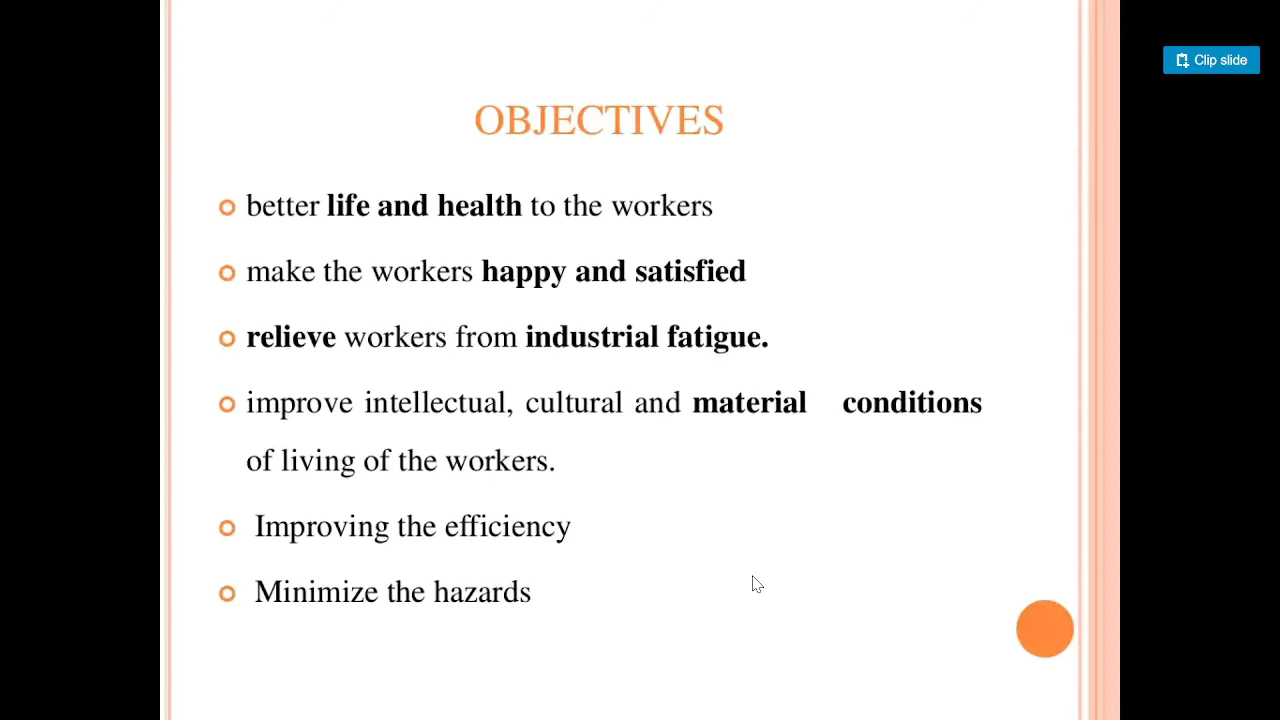 Clip slide
OBJECTIVES
better life and health to the workers
make the workers happy and satisfied
relieve workers from industrial fatigue.
improve intellectual, cultural and material conditions
of living of the workers.
Improving the efficiency
Minimize the hazards